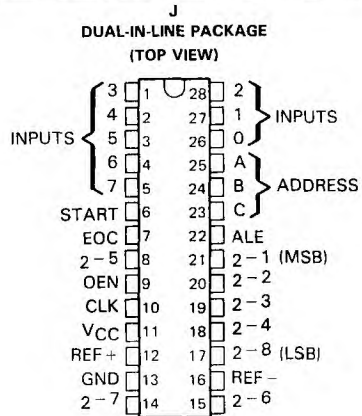 J
DUAL-IN-LINE PACKAGE
(TOP VIEW)
3 1 28 2
4 2 27 1 INPUTS
INPUTS 5 3 26 0
6 4 25 A
7 5 24 B ADDRESS
START 6 23 C
EOC 7 22 ALE
2-5 8 21 2-1 (MSB)
OEN 9 20 2-2
CLK 10 19 2-3
VCC 11 18 2-4
REF+ 12 17 2-8 (LSB)
GND 13 16 REF-
2-7 14 15 2-6